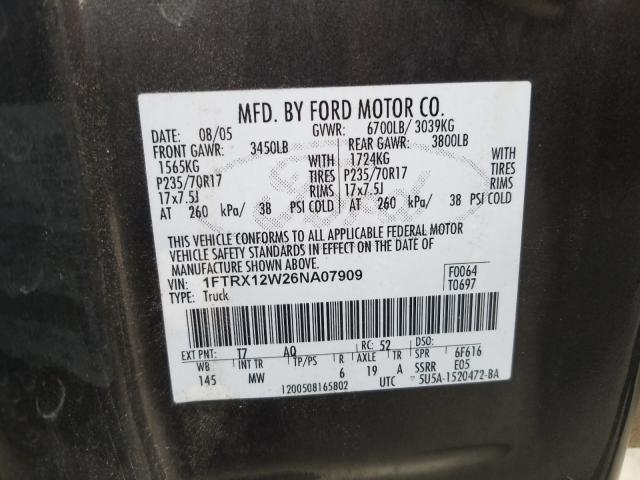 MFD. BY FORD MOTOR CO.
DATE: 08/05 GVWR: 6700LB/ 3039KG
FRONT GAWR: 3450LB REAR GAWR: 3800LB
1565KG WITH 1724KG WITH
P235/70R17 TIRES P235/70R17 TIRES
17x7.5J RIMS 17x7.5J RIMS
AT 260 kPa/ 38 PSI COLD AT 260 kPa/ 38 PSI COLD
THIS VEHICLE CONFORMS TO ALL APPLICABLE FEDERAL MOTOR
VEHICLE SAFETY STANDARDS IN EFFECT ON THE DATE OF
MANUFACTURE SHOWN ABOVE.
VIN: 1FTRX12W26NA07909 F0064
TYPE: Truck T0697
EXT PNT: T7 AQ RC: 52 DSO:
WB INT TR TP/PS R AXLE TR SPR 6F616
145 MW 6 19 A SSRR E05
1200508165802 UTC 5U5A-1520472-BA
Ford